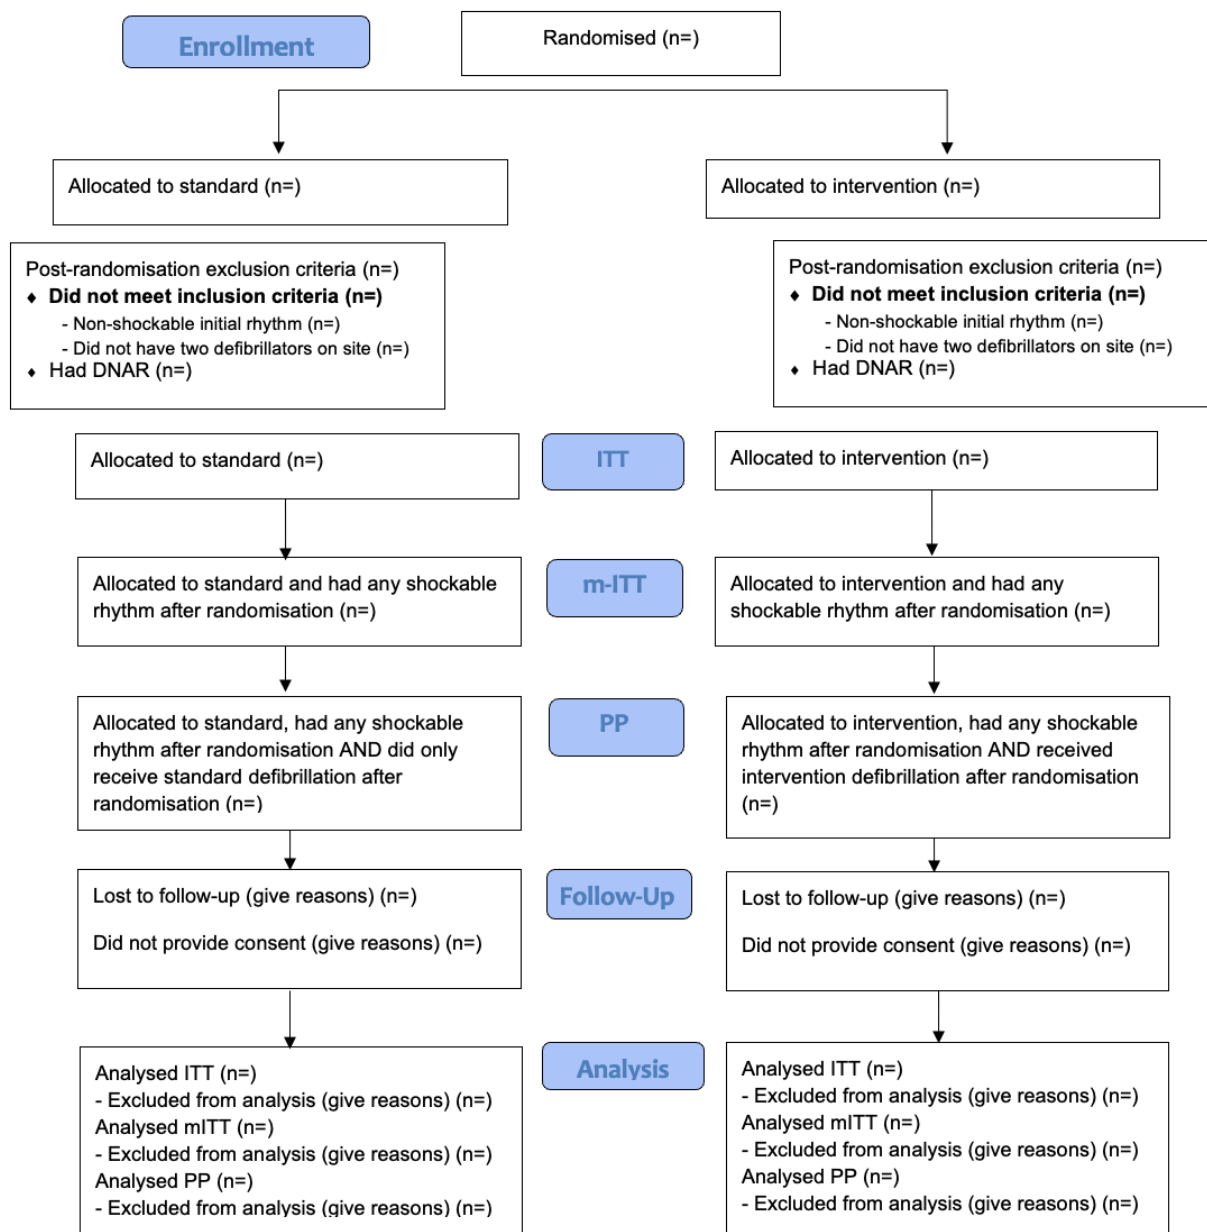 Enrollment
Randomised (n=)
Allocated to standard (n=)
Allocated to intervention (n=)
Post-randomisation exclusion criteria (n=)
♦ Did not meet inclusion criteria (n=)
- Non-shockable initial rhythm (n=)
- Did not have two defibrillators on site (n=)
♦ Had DNAR (n=)
Post-randomisation exclusion criteria (n=)
♦ Did not meet inclusion criteria (n=)
- Non-shockable initial rhythm (n=)
- Did not have two defibrillators on site (n=)
♦ Had DNAR (n=)
Allocated to standard (n=)
ITT
Allocated to intervention (n=)
Allocated to standard and had any shockable
rhythm after randomisation (n=)
m-ITT
Allocated to intervention and had any
shockable rhythm after randomisation (n=)
Allocated to standard, had any shockable
rhythm after randomisation AND did only
receive standard defibrillation after
randomisation (n=)
PP
Allocated to intervention, had any shockable
rhythm after randomisation AND received
intervention defibrillation after randomisation
(n=)
Lost to follow-up (give reasons) (n=)
Did not provide consent (give reasons) (n=)
Follow-Up
Lost to follow-up (give reasons) (n=)
Did not provide consent (give reasons) (n=)
Analysed ITT (n=)
- Excluded from analysis (give reasons) (n=)
Analysed mITT (n=)
- Excluded from analysis (give reasons) (n=)
Analysed PP (n=)
- Excluded from analysis (give reasons) (n=)
Analysis
Analysed ITT (n=)
- Excluded from analysis (give reasons) (n=)
Analysed mITT (n=)
- Excluded from analysis (give reasons) (n=)
Analysed PP (n=)
- Excluded from analysis (give reasons) (n=)